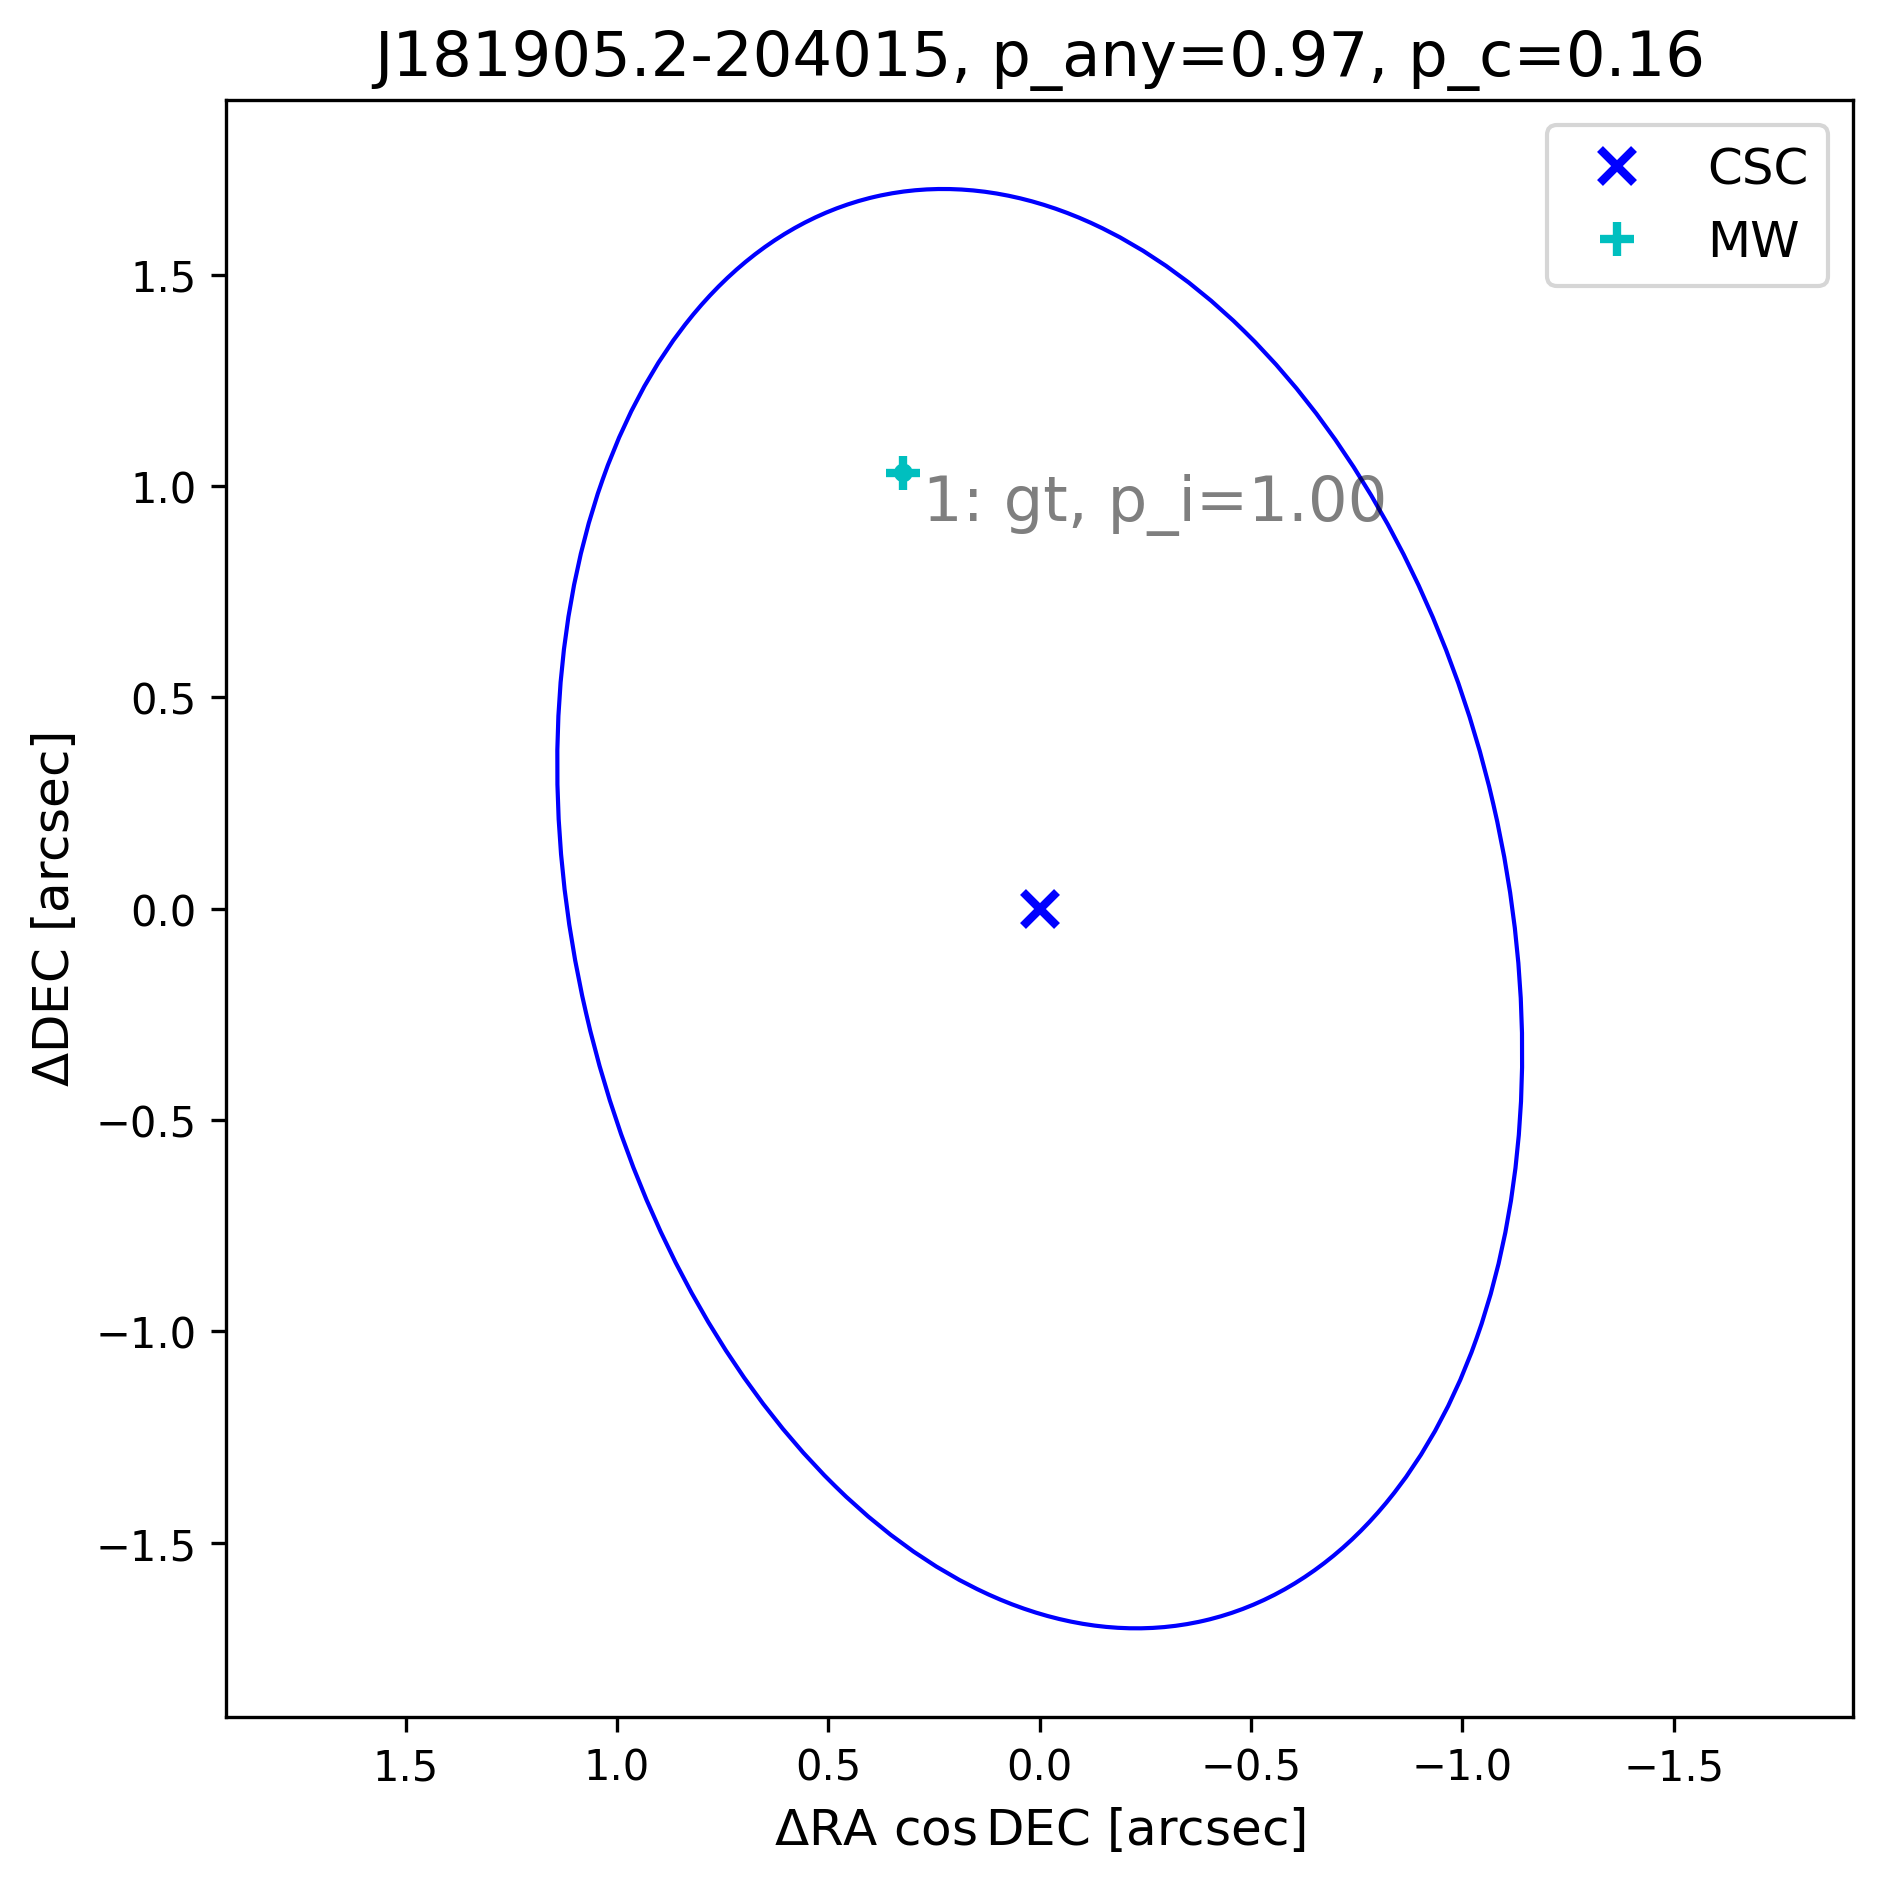 J181905.2-204015, p_any=0.97, p_c=0.16
CSC
MW
1: gt, p_i=1.00
ΔDEC [arcsec]
1.5
1.0
0.5
0.0
−0.5
−1.0
−1.5
1.5 1.0 0.5 0.0 −0.5 −1.0 −1.5
ΔRA cos DEC [arcsec]